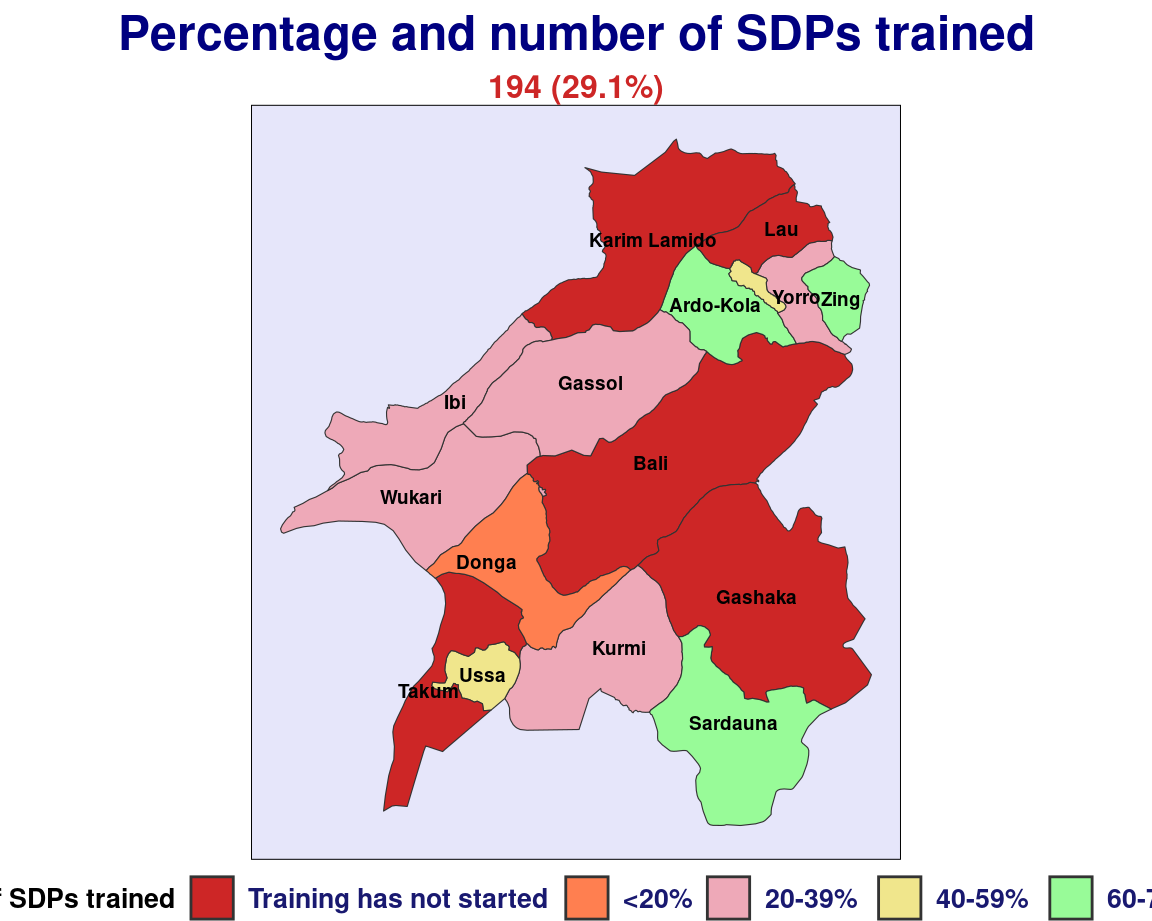 Percentage and number of SDPs trained
194 (29.1%)
Karim Lamido
Lau
Ardo-Kola
Yorro
Zing
Gassol
Ibi
Bali
Wukari
Donga
Gashaka
Kurmi
Ussa
Takum
Sardauna
SDPs trained Training has not started <20% 20-39% 40-59% 60-